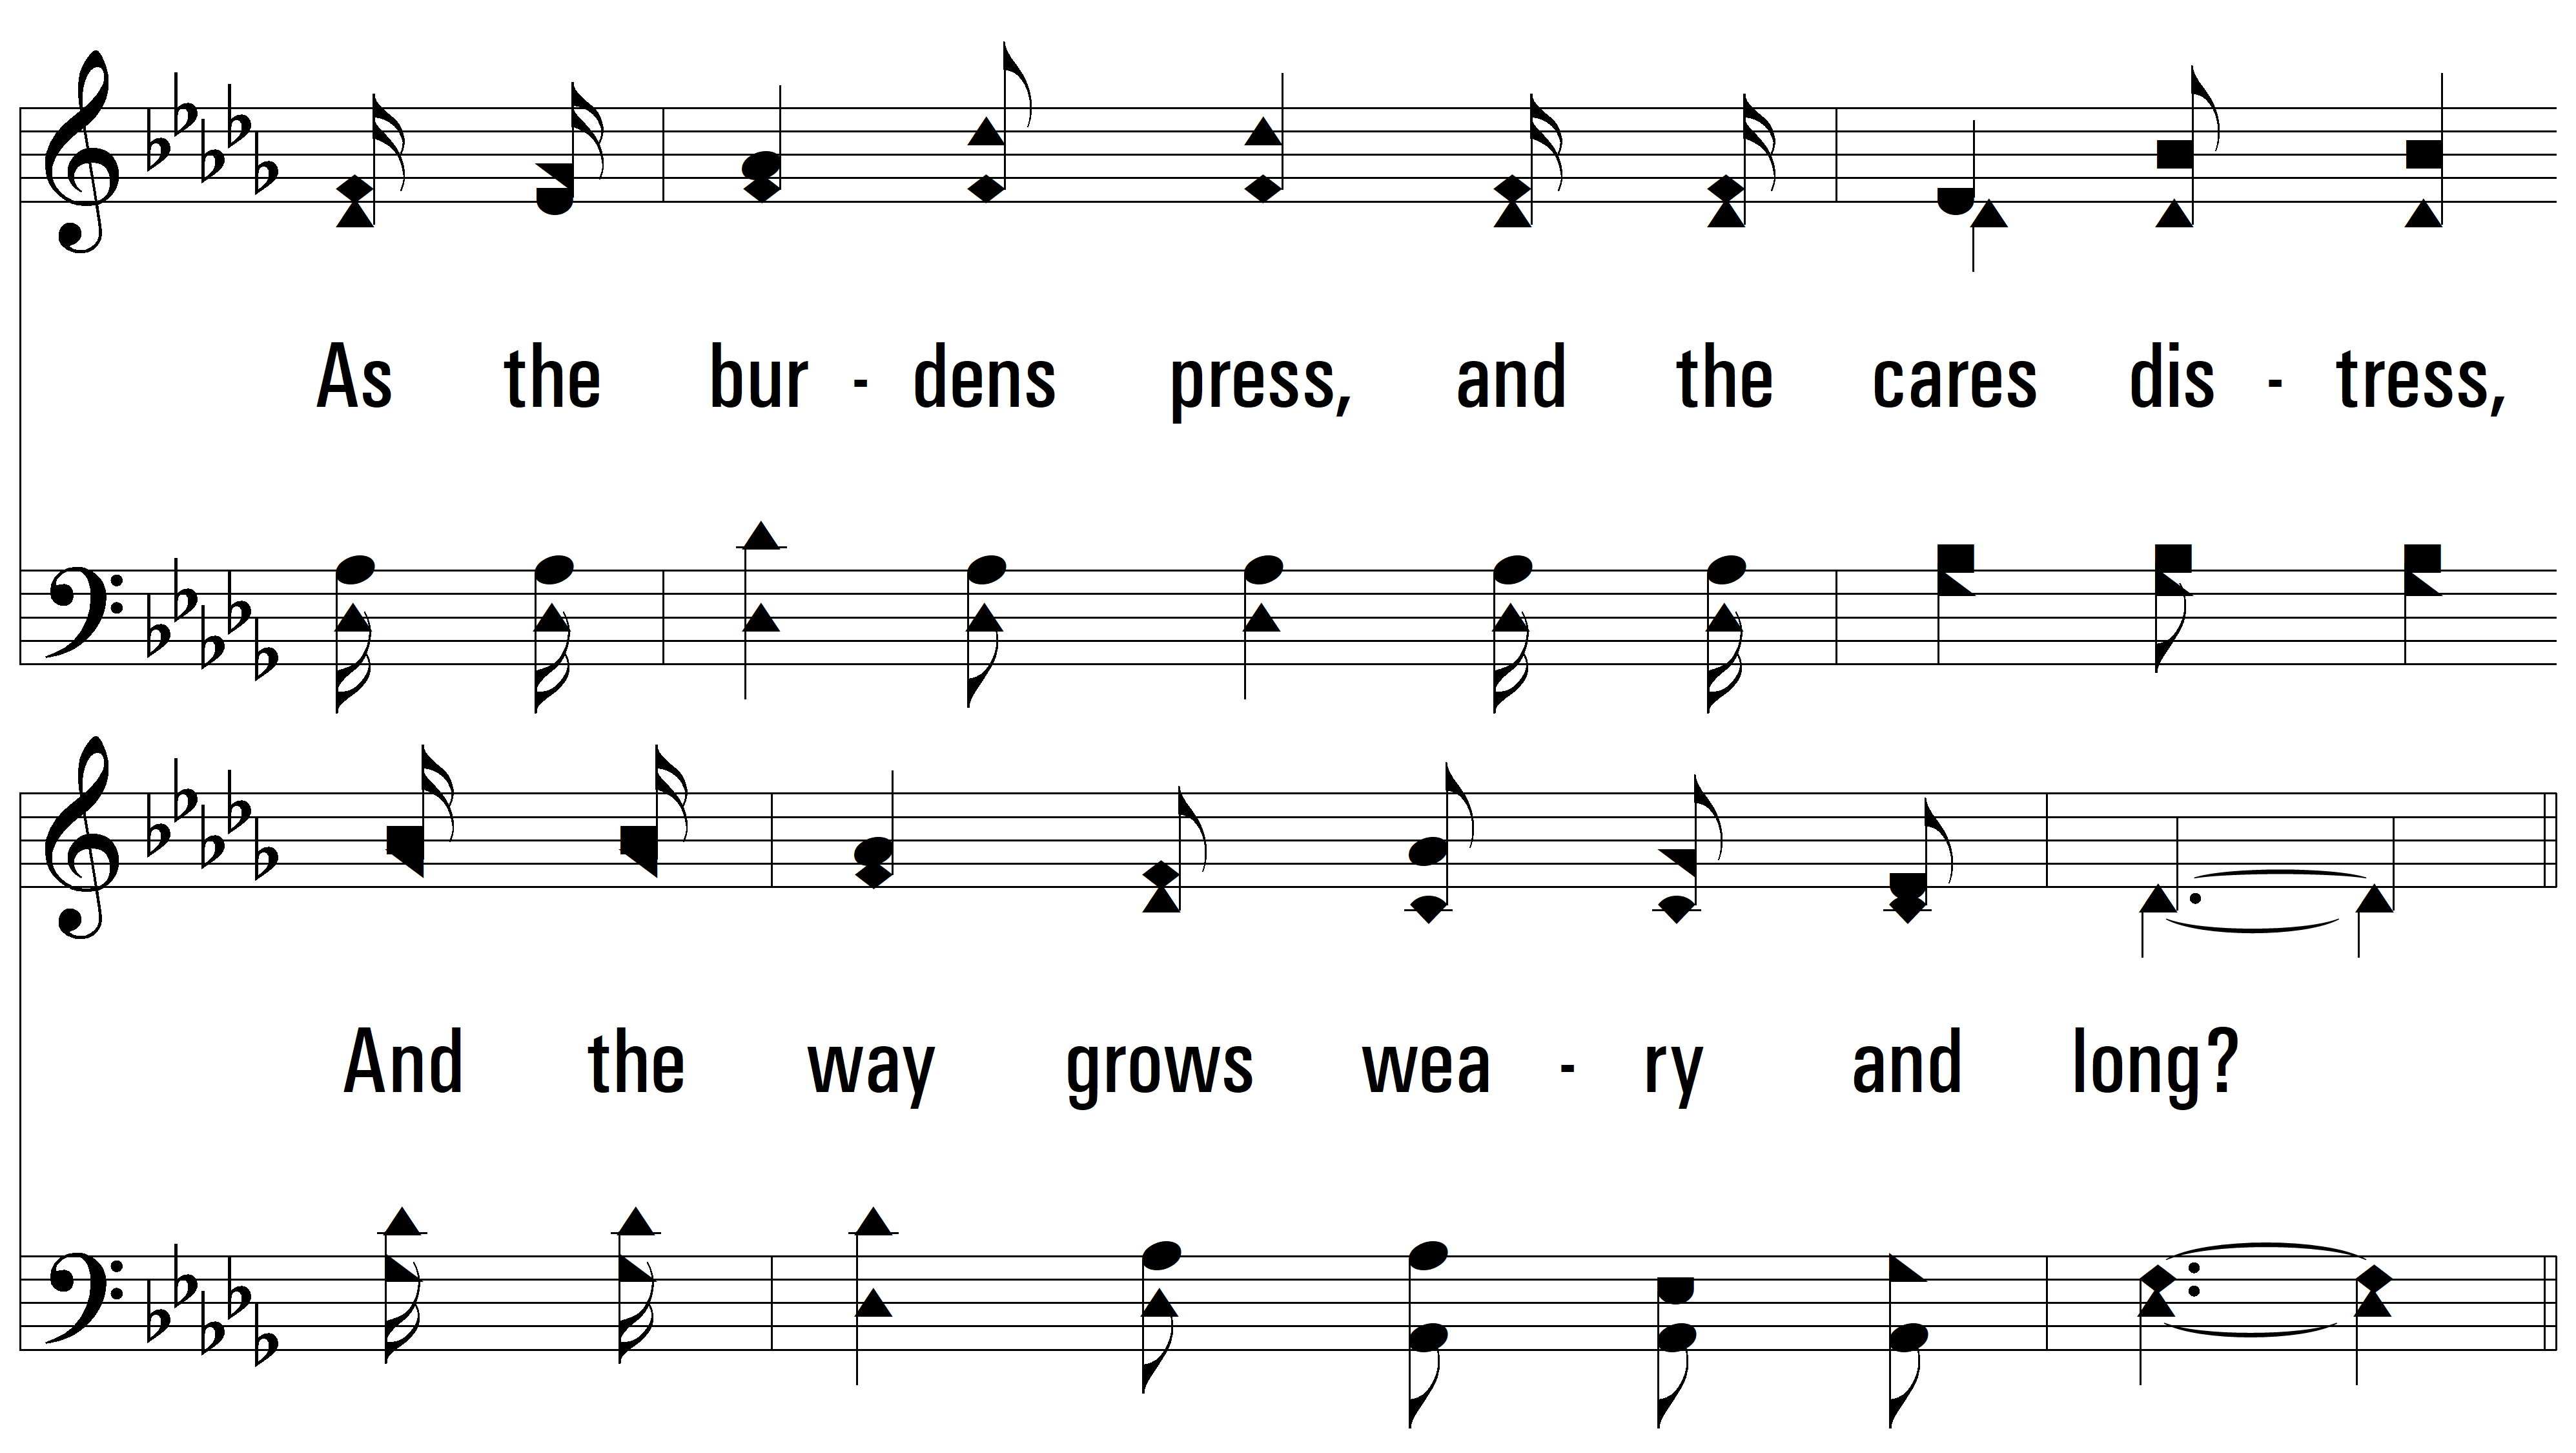 As the bur - dens press, and the cares dis - tress,
And the way grows wea - ry and long?